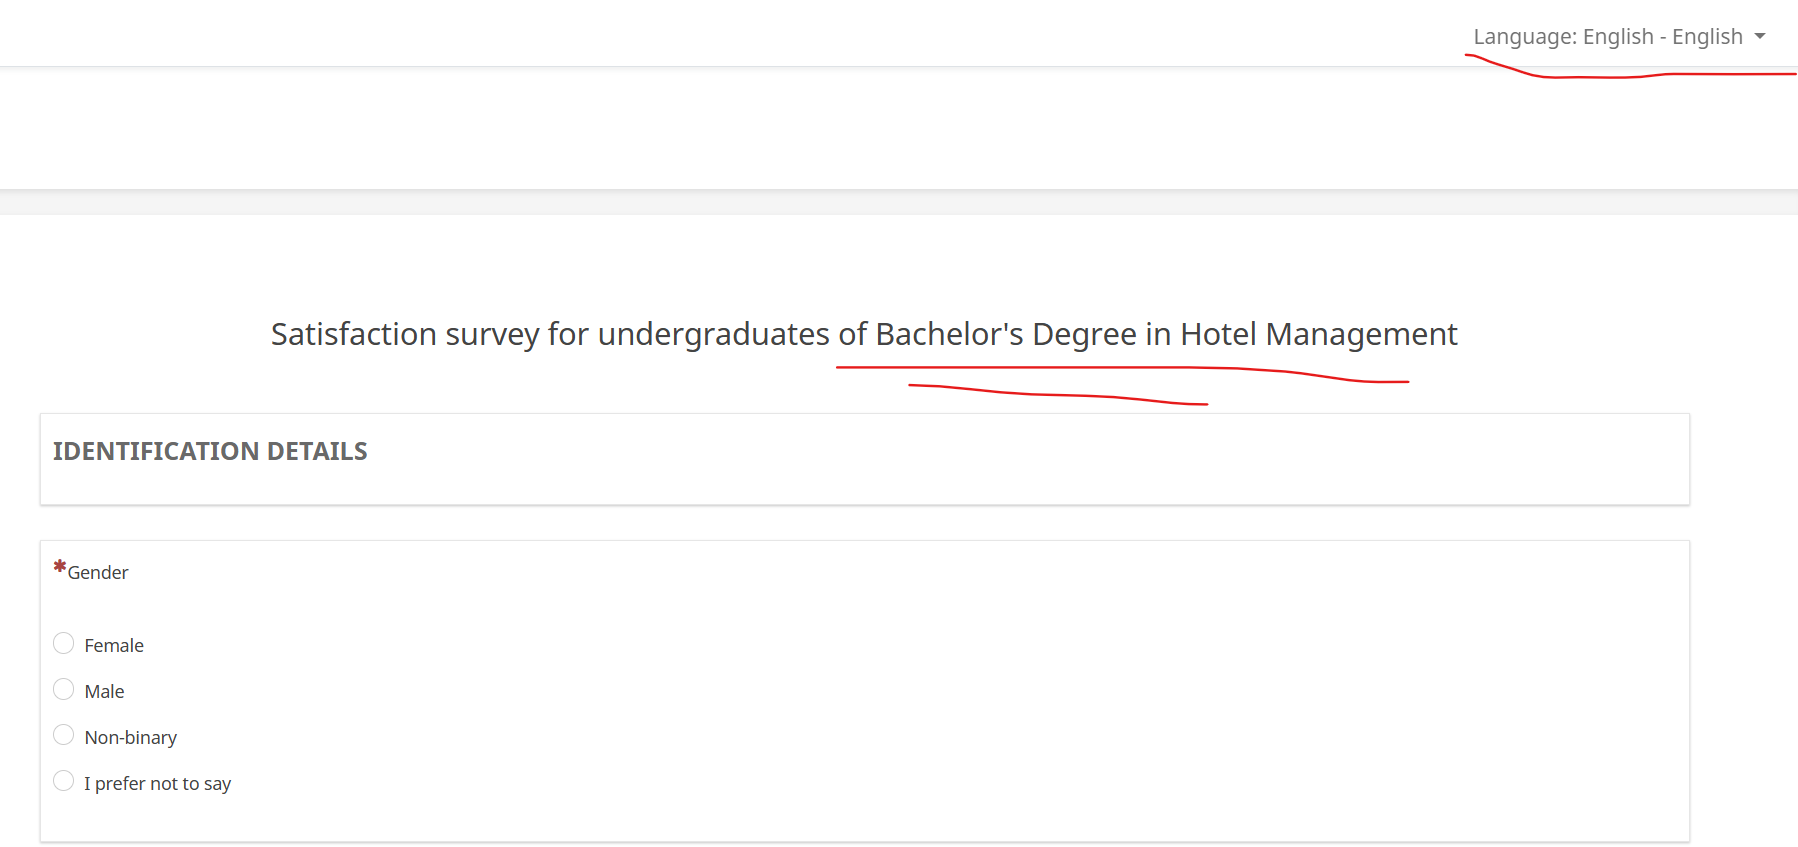 Language: English - English
Satisfaction survey for undergraduates of Bachelor's Degree in Hotel Management
IDENTIFICATION DETAILS
*Gender
Female
Male
Non-binary
I prefer not to say